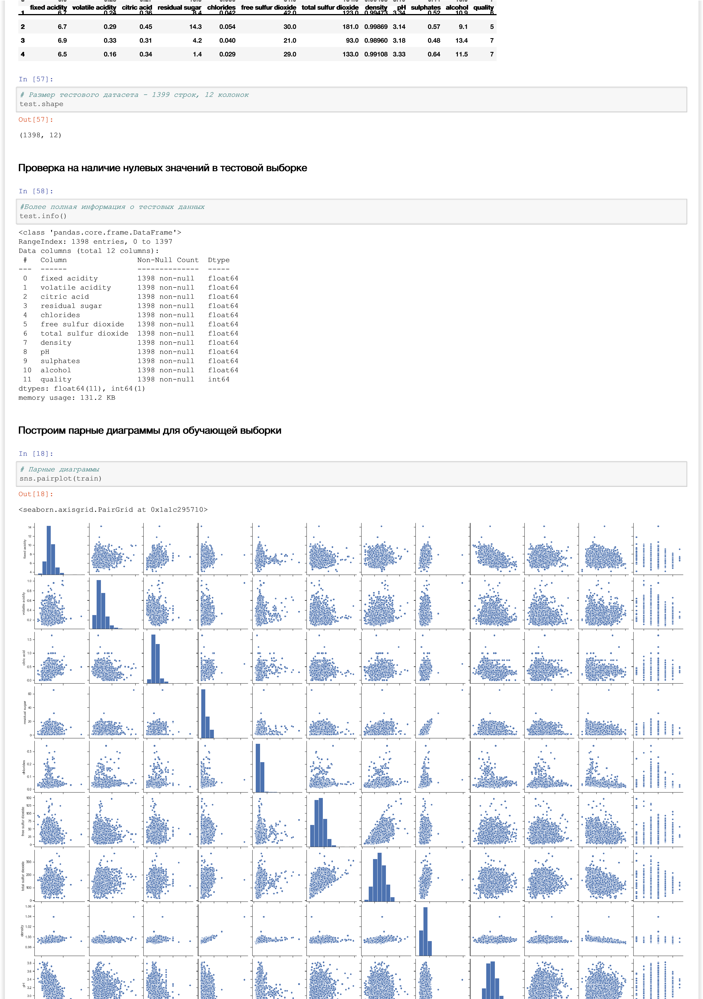 fixed acidity volatile acidity citric acid residual sugar chlorides free sulfur dioxide total sulfur dioxide density pH sulphates alcohol quality
1 6.7 0.24 0.36 8.4 0.042 42.0 123.0 0.99473 3.34 0.52 10.9 6
2 6.7 0.29 0.45 14.3 0.054 30.0 181.0 0.99869 3.14 0.57 9.1 5
3 6.9 0.33 0.31 4.2 0.040 21.0 93.0 0.98960 3.18 0.48 13.4 7
4 6.5 0.16 0.34 1.4 0.029 29.0 133.0 0.99108 3.33 0.64 11.5 7
In [57]:
# Размер тестового датасета - 1399 строк, 12 колонок
test.shape
Out[57]:
(1398, 12)
Проверка на наличие нулевых значений в тестовой выборке
In [58]:
#Более полная информация о тестовых данных
test.info()
<class 'pandas.core.frame.DataFrame'>
RangeIndex: 1398 entries, 0 to 1397
Data columns (total 12 columns):
# Column Non-Null Count Dtype
--- ------ -------------- -----
0 fixed acidity 1398 non-null float64
1 volatile acidity 1398 non-null float64
2 citric acid 1398 non-null float64
3 residual sugar 1398 non-null float64
4 chlorides 1398 non-null float64
5 free sulfur dioxide 1398 non-null float64
6 total sulfur dioxide 1398 non-null float64
7 density 1398 non-null float64
8 pH 1398 non-null float64
9 sulphates 1398 non-null float64
10 alcohol 1398 non-null float64
11 quality 1398 non-null int64
dtypes: float64(11), int64(1)
memory usage: 131.2 KB
Построим парные диаграммы для обучающей выборки
In [18]:
# Парные диаграммы
sns.pairplot(train)
Out[18]:
<seaborn.axisgrid.PairGrid at 0x1a1c295710>
fixed acidity
14
12
10
8
6
4
volatile acidity
1.0
0.8
0.6
0.4
0.2
citric acid
1.5
1.0
0.5
0.0
residual sugar
60
40
20
0
chlorides
0.3
0.2
0.1
0.0
free sulfur dioxide
150
125
100
75
50
25
0
total sulfur dioxide
300
200
100
0
density
1.06
1.04
1.02
1.00
0.98
pH
3.8
3.6
3.4
3.2
3.0